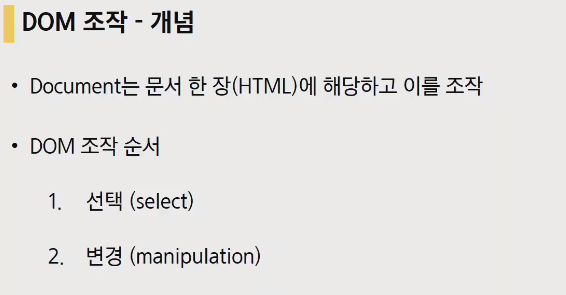 DOM 조작 - 개념
• Document는 문서 한 장(HTML)에 해당하고 이를 조작
• DOM 조작 순서
1. 선택 (select)
2. 변경 (manipulation)